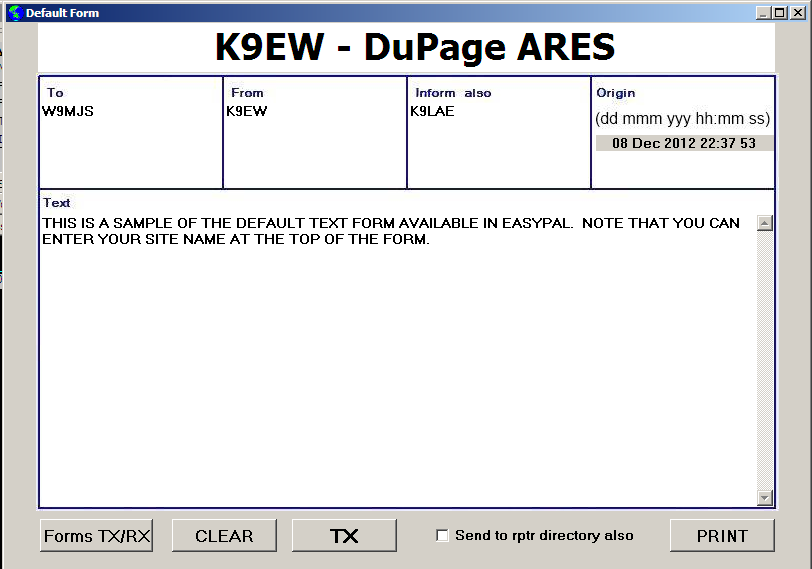 Default Form
K9EW - DuPage ARES
To
From
Inform also
Origin
W9MJS
K9EW
K9LAE
(dd mmm yyy hh:mm ss)
08 Dec 2012 22:37 53
Text
THIS IS A SAMPLE OF THE DEFAULT TEXT FORM AVAILABLE IN EASYPAL. NOTE THAT YOU CAN
ENTER YOUR SITE NAME AT THE TOP OF THE FORM.
Forms TX/RX
CLEAR
TX
Send to rptr directory also
PRINT